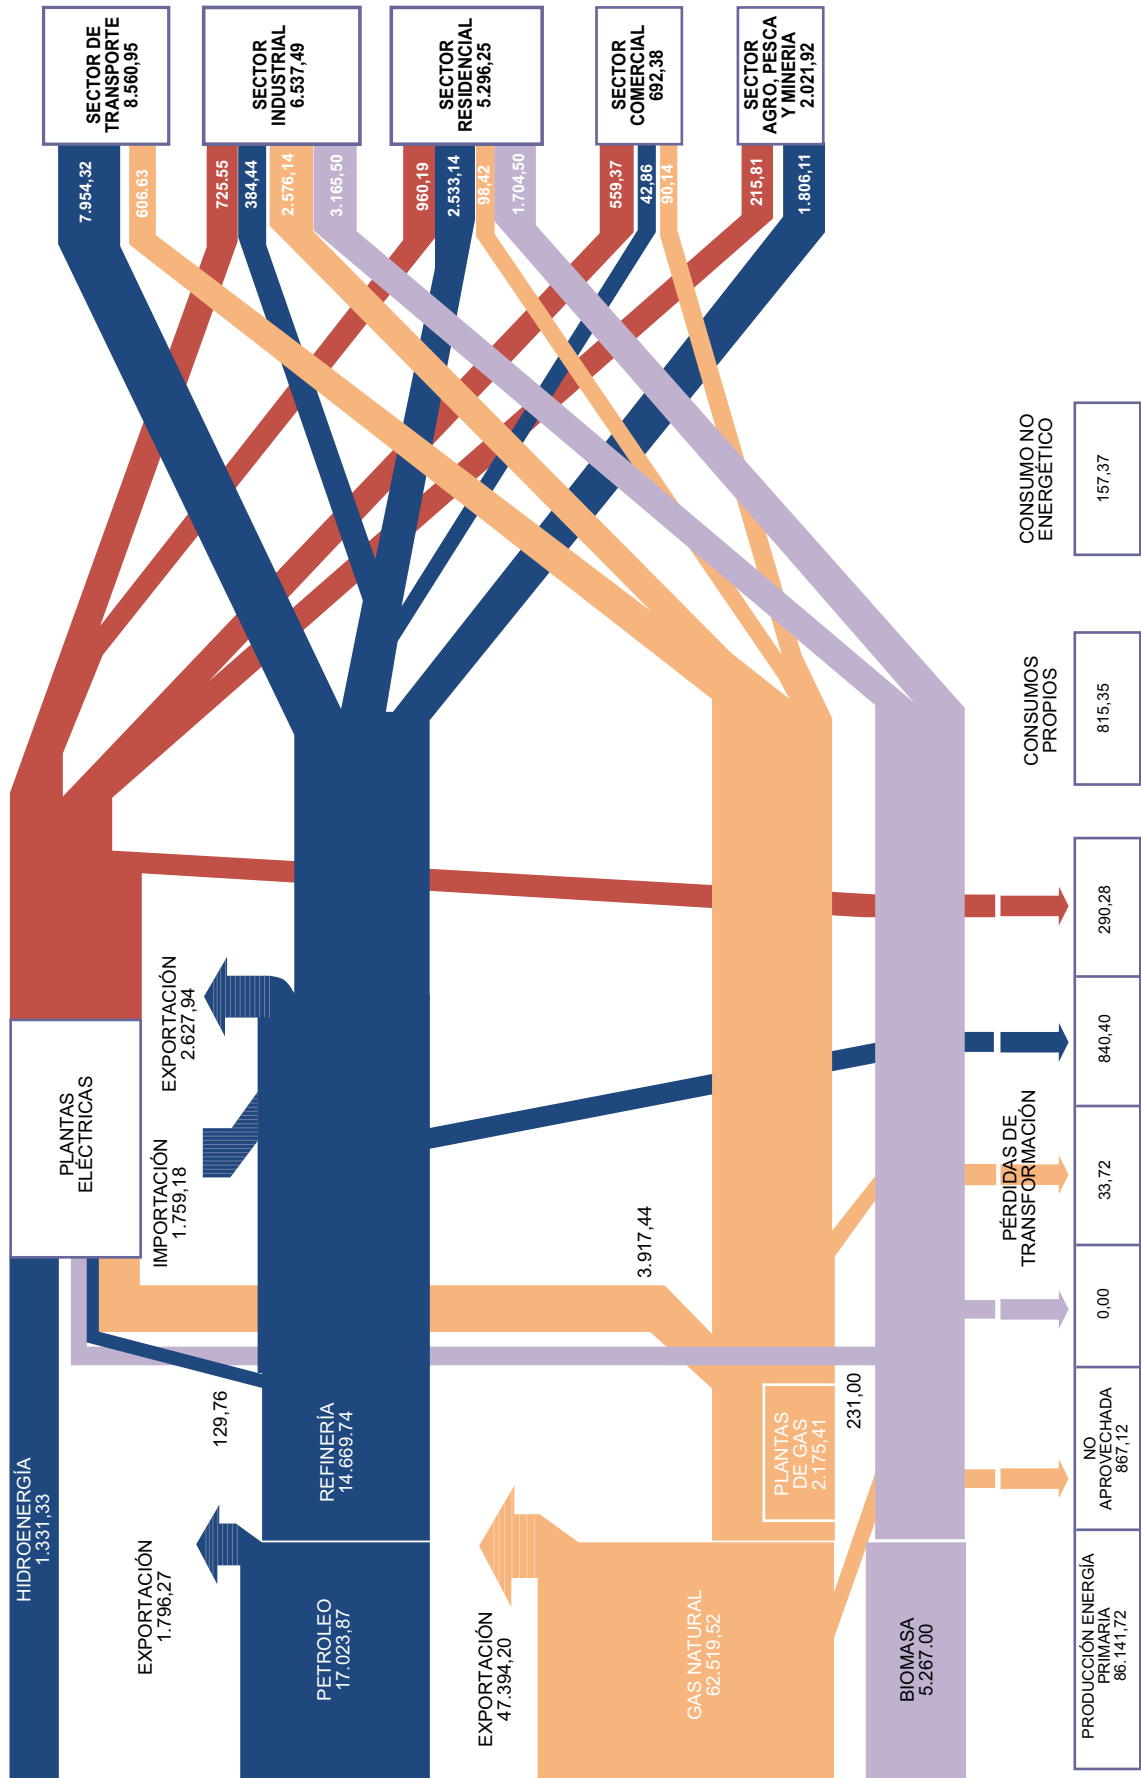 HIDROENERGÍA
1.331,33
PLANTAS
ELÉCTRICAS
EXPORTACIÓN
1.796,27
129,76
IMPORTACIÓN
1.759,18
EXPORTACIÓN
2.627,94
PETROLEO
17.023,87
REFINERÍA
14.669.74
EXPORTACIÓN
47.394,20
3.917,44
GAS NATURAL
62.519,52
PLANTAS
DE GAS
2.175,41
231,00
BIOMASA
5.267.00
7.954,32
606.63
SECTOR DE
TRANSPORTE
8.560,95
725.55
384,44
2.576,14
3.165,50
SECTOR
INDUSTRIAL
6.537,49
960,19
2.533,14
98,42
1.704,50
SECTOR
RESIDENCIAL
5.296,25
559,37
42,86
90,14
SECTOR
COMERCIAL
692,38
215,81
1.806,11
SECTOR
AGRO, PESCA
Y MINERIA
2.021,92
PÉRDIDAS DE
TRANSFORMACIÓN
CONSUMOS
PROPIOS
CONSUMO NO
ENERGÉTICO
PRODUCCIÓN ENERGÍA
PRIMARIA
86.141,72
NO
APROVECHADA
867,12
0,00
33,72
840,40
290,28
815,35
157,37